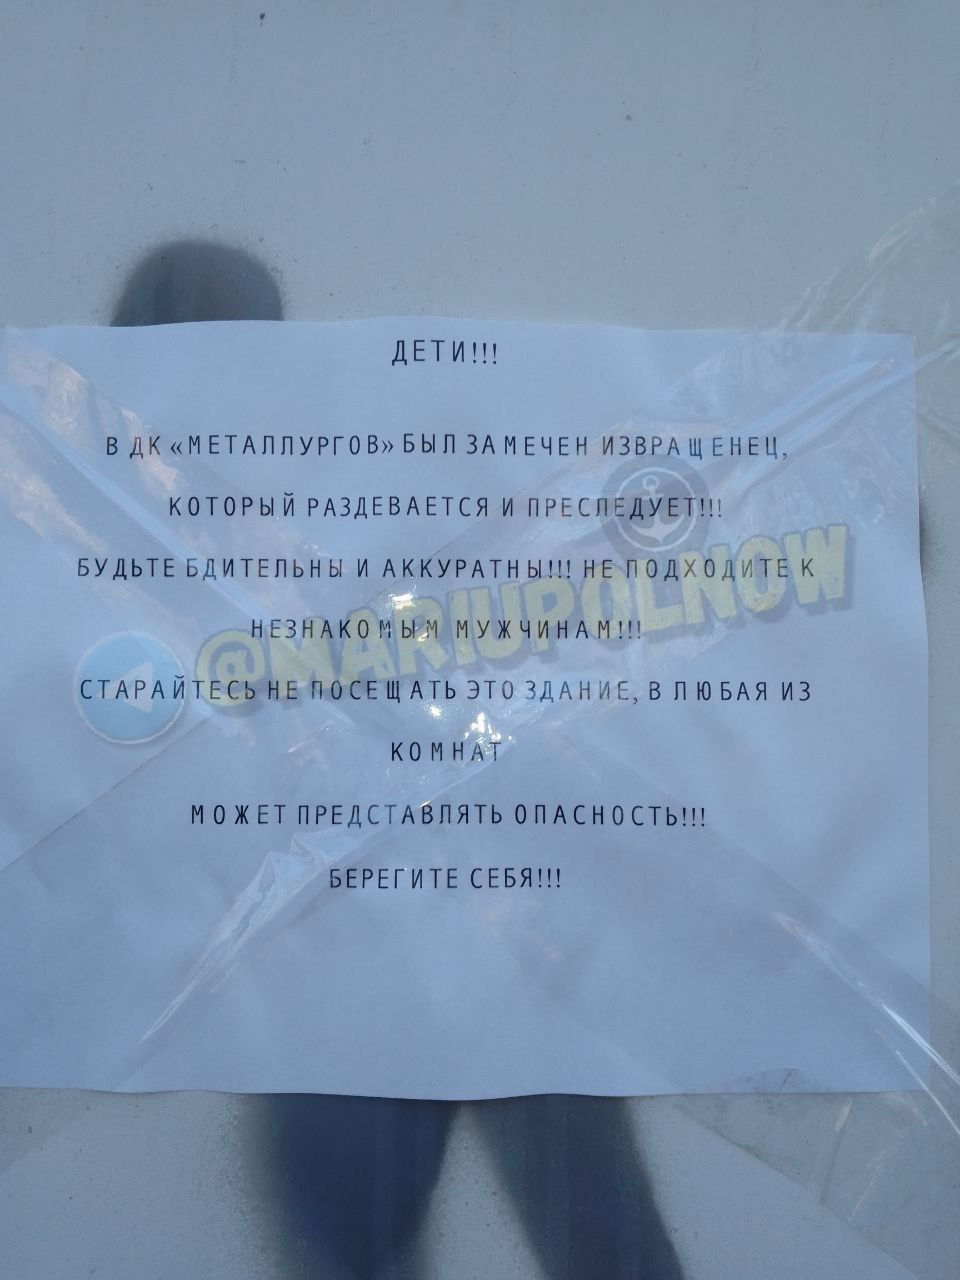 ДЕТИ!!!
В ДК «МЕТАЛЛУРГОВ» БЫЛ ЗАМЕЧЕН ИЗВРАЩЕНЕЦ,
КОТОРЫЙ РАЗДЕВАЕТСЯ И ПРЕСЛЕДУЕТ!!!
БУДЬТЕ БДИТЕЛЬНЫ И АККУРАТНЫ!!! НЕ ПОДХОДИТЕ К
НЕЗНАКОМЫМ МУЖЧИНАМ!!!
@MARIUPOLNOW
СТАРАЙТЕСЬ НЕ ПОСЕЩАТЬ ЭТО ЗДАНИЕ, В ЛЮБАЯ ИЗ
КОМНАТ
МОЖЕТ ПРЕДСТАВЛЯТЬ ОПАСНОСТЬ!!!
БЕРЕГИТЕ СЕБЯ!!!